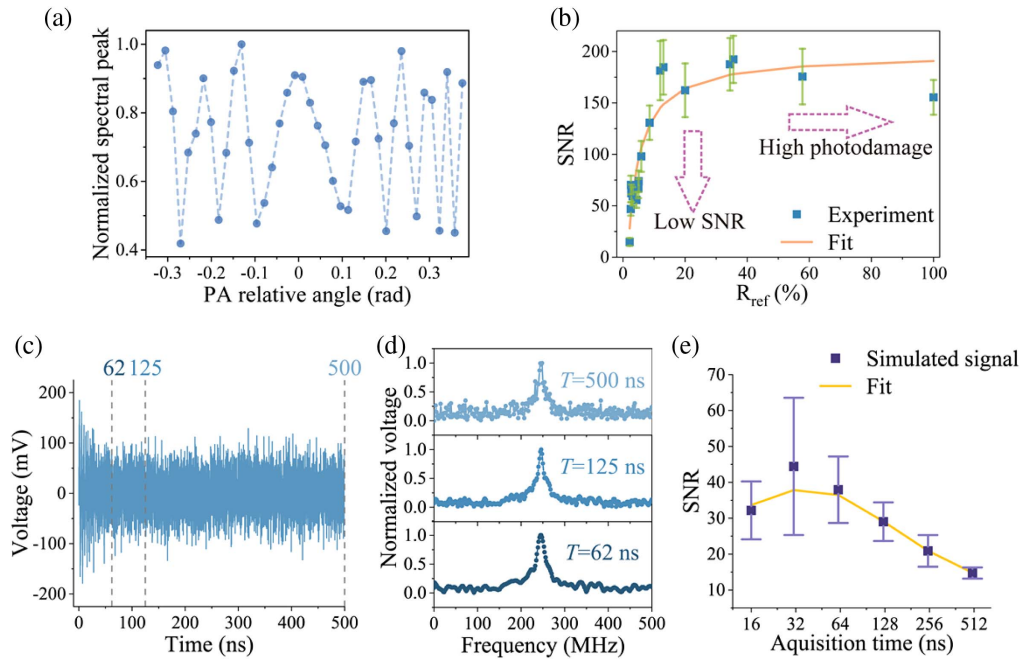 (a)
Normalized spectral peak
1.0
0.8
0.6
0.4
-0.3
-0.2
-0.1
0
0.1
0.2
0.3
PA relative angle (rad)
(b)
SNR
200
150
100
50
0
High photodamage
Low SNR
Experiment
Fit
0
20
40
60
80
100
R_ref (%)
(c)
62
125
500
Voltage (mV)
200
100
0
-100
-200
0
100
200
300
400
500
Time (ns)
(d)
Normalized voltage
1.0
0.5
0.0
T=500 ns
1.0
0.5
0.0
T=125 ns
1.0
0.5
0.0
T=62 ns
0
100
200
300
400
500
Frequency (MHz)
(e)
Simulated signal
Fit
SNR
70
60
50
40
30
20
10
16
32
64
128
256
512
Aquisition time (ns)